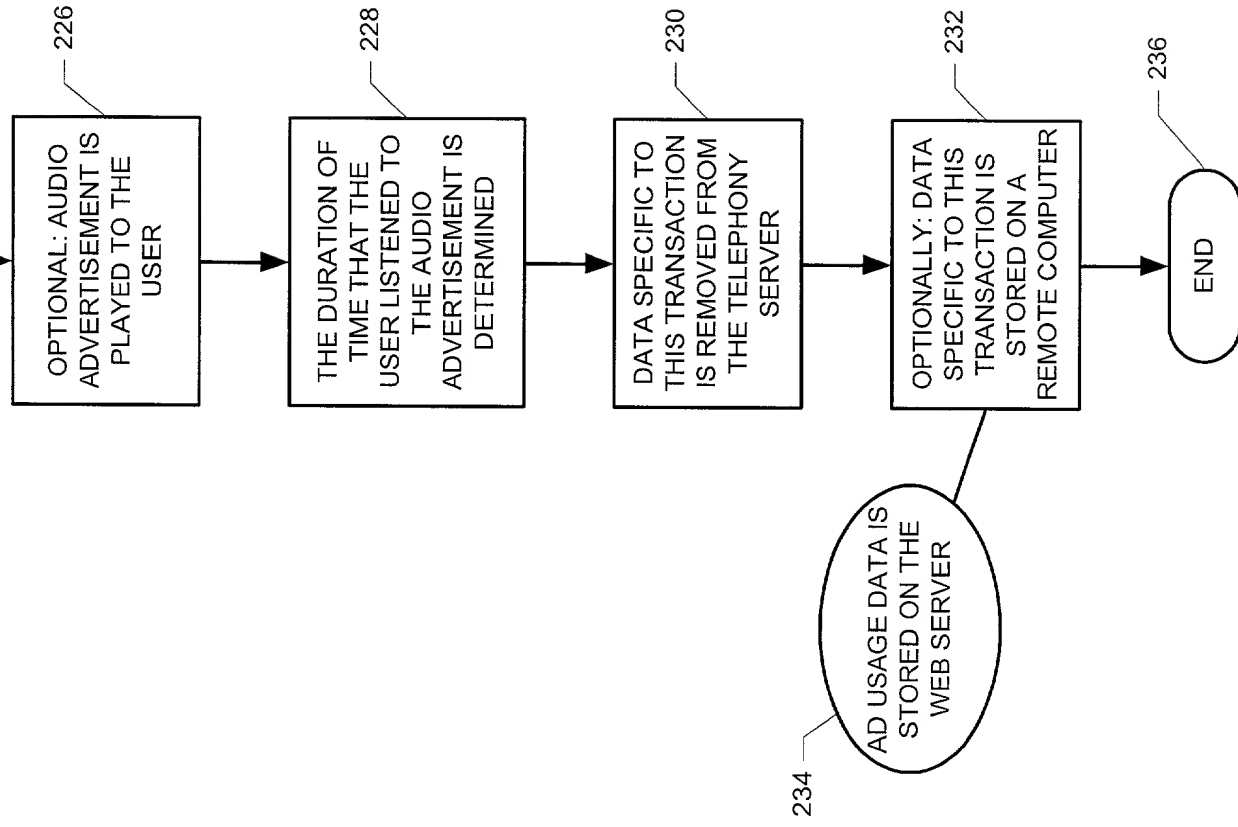 226
OPTIONAL: AUDIO
ADVERTISEMENT IS
PLAYED TO THE
USER
228
THE DURATION OF
TIME THAT THE
USER LISTENED TO
THE AUDIO
ADVERTISEMENT IS
DETERMINED
230
DATA SPECIFIC TO
THIS TRANSACTION
IS REMOVED FROM
THE TELEPHONY
SERVER
232
OPTIONALLY: DATA
SPECIFIC TO THIS
TRANSACTION IS
STORED ON A
REMOTE COMPUTER
234
AD USAGE DATA IS
STORED ON THE
WEB SERVER
236
END